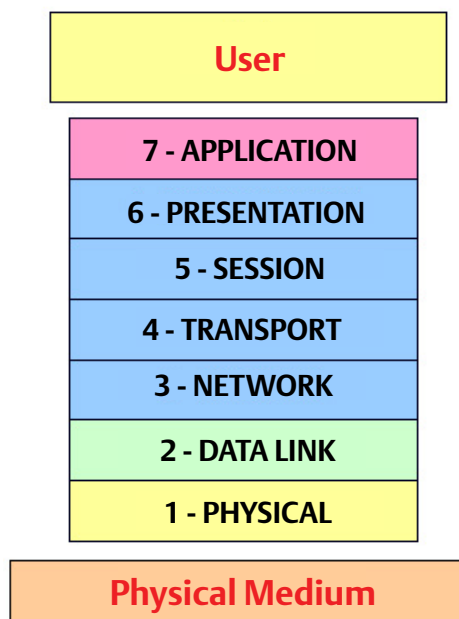 User
7 - APPLICATION
6 - PRESENTATION
5 - SESSION
4 - TRANSPORT
3 - NETWORK
2 - DATA LINK
1 - PHYSICAL
Physical Medium